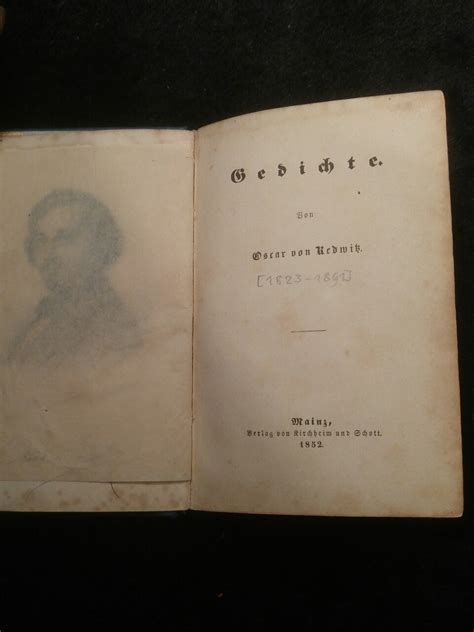 Gedichte.
Von
Oscar von Redwitz.
[1823-1891]
Mainz,
Verlag von Kirchheim und Schott.
1852.